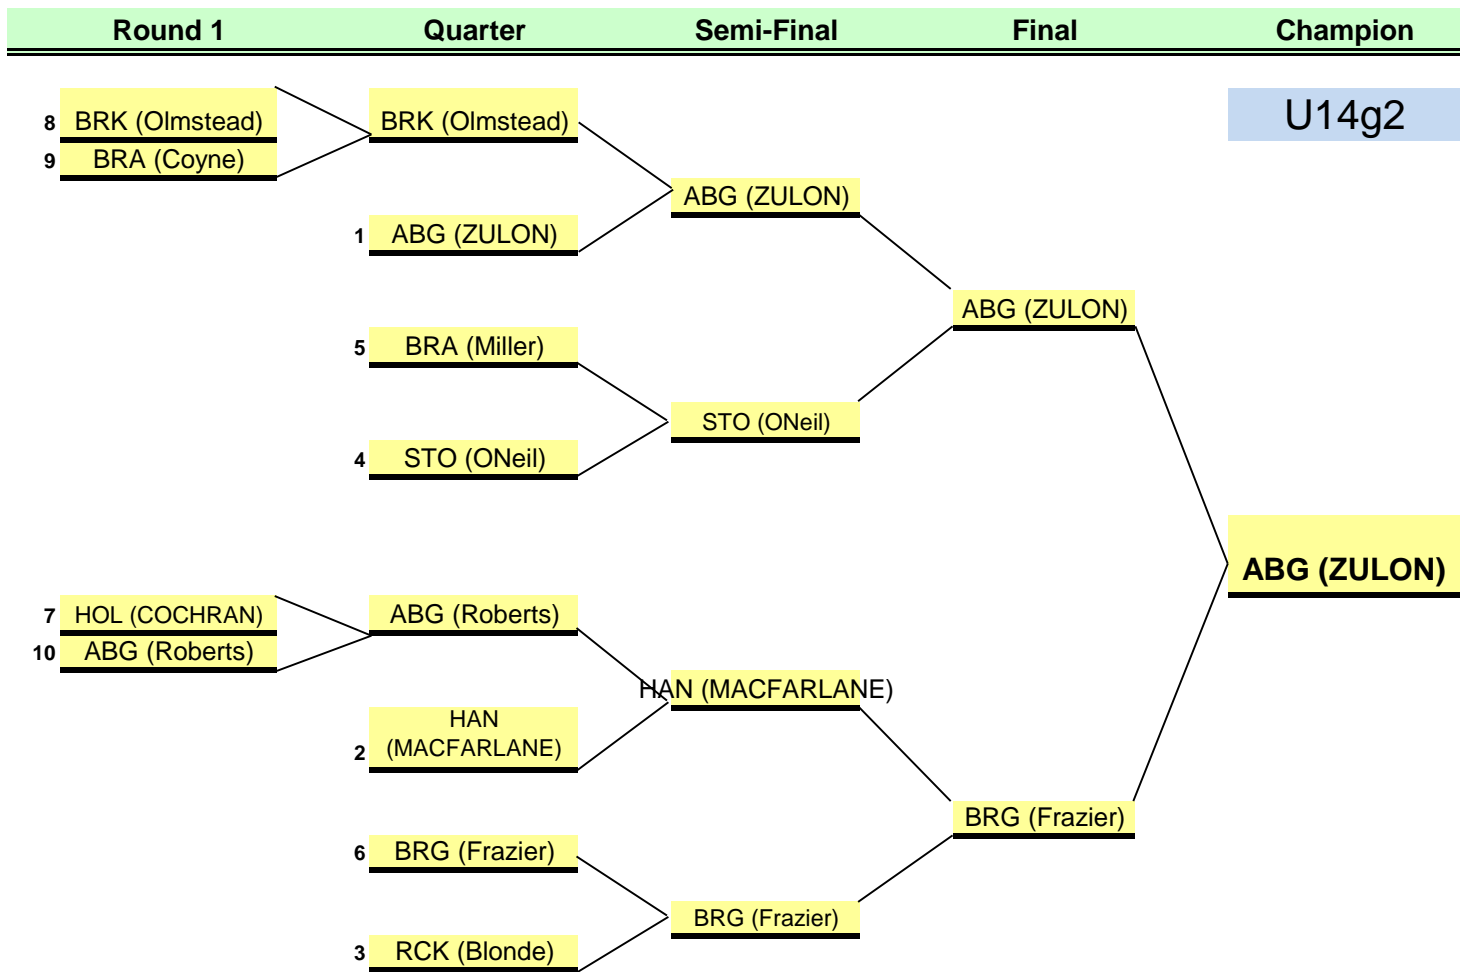 Round 1 Quarter Semi-Final Final Champion
8 BRK (Olmstead) BRK (Olmstead) U14g2
9 BRA (Coyne)
ABG (ZULON)
1 ABG (ZULON)
ABG (ZULON)
5 BRA (Miller)
STO (ONeil)
4 STO (ONeil)
ABG (ZULON)
7 HOL (COCHRAN) ABG (Roberts)
10 ABG (Roberts)
HAN (MACFARLANE)
HAN
2 (MACFARLANE)
BRG (Frazier)
6 BRG (Frazier)
BRG (Frazier)
3 RCK (Blonde)